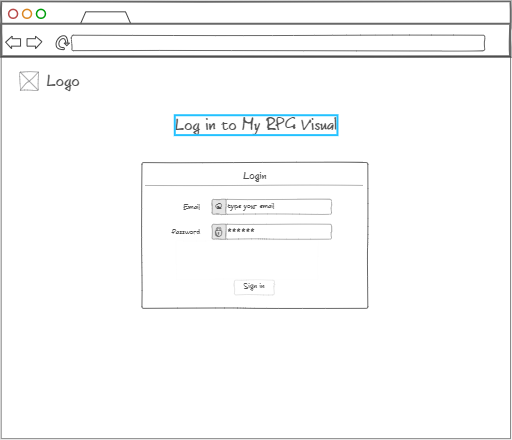 Logo
Log in to My RPG Visual
Login
Email
type your email
Password
******
Sign in